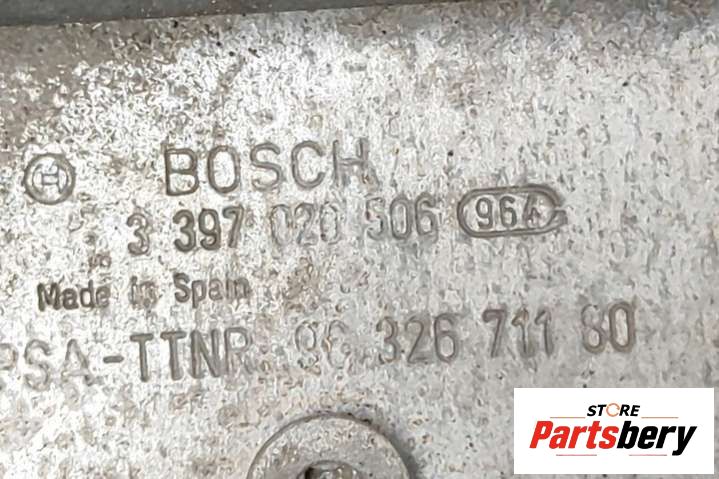 BOSCH
3 397 020 506 964
Made in Spain
PSA-TTNR 96 326 711 80
STORE
Partsbery